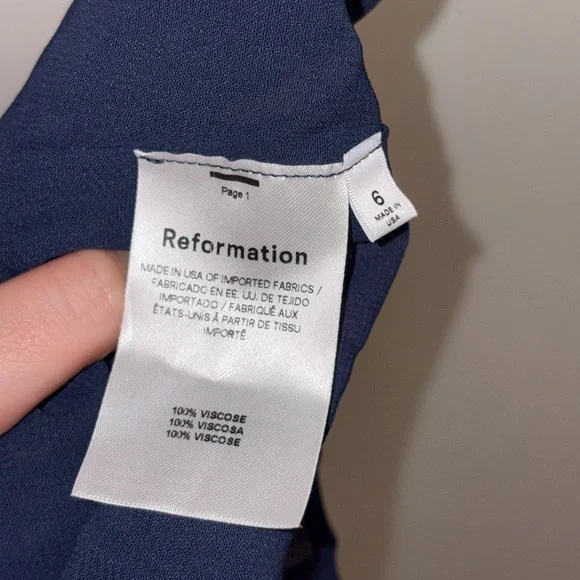 Page 1
Reformation
MADE IN USA OF IMPORTED FABRICS /
FABRICADO EN EE. UU. DE TEJIDO
IMPORTADO / FABRIQUÉ AUX
ÉTATS-UNIS À PARTIR DE TISSU
IMPORTÉ
100% VISCOSE
100% VISCOSA
100% VISCOSE
6
MADE IN
USA